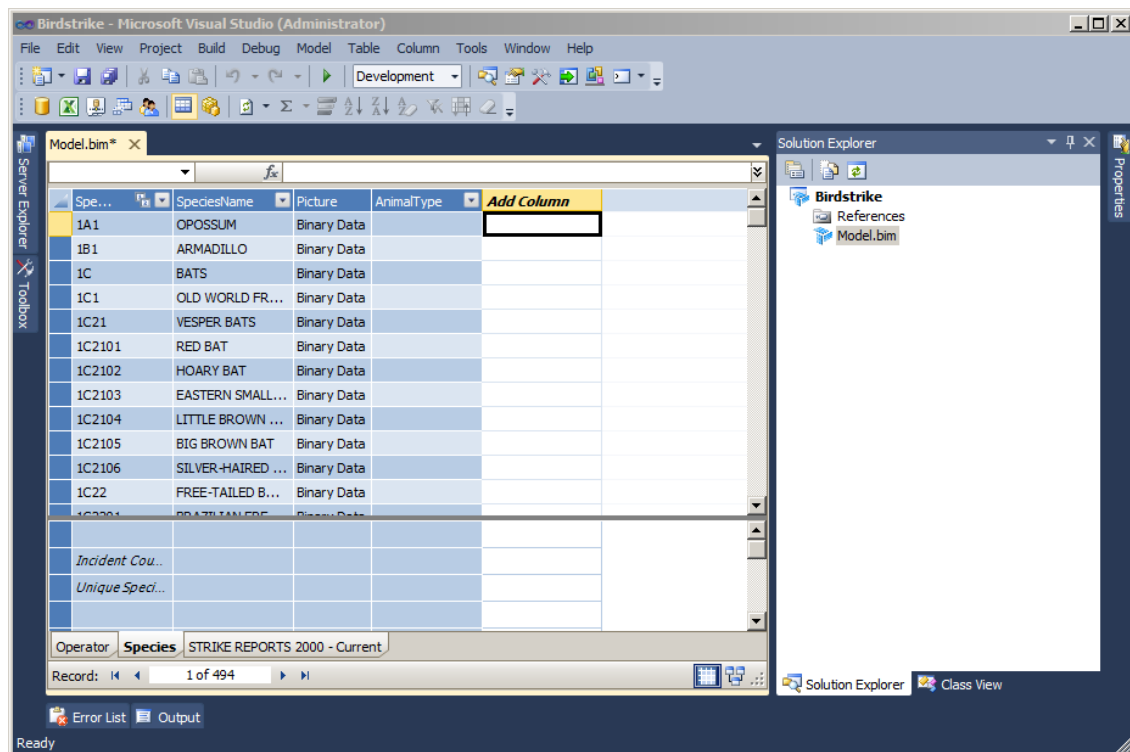 Birdstrike - Microsoft Visual Studio (Administrator)
File Edit View Project Build Debug Model Table Column Tools Window Help
Development
Model.bim*
Solution Explorer
Server Explorer
Toolbox
Properties
fx
Birdstrike
References
Model.bim
Spe... SpeciesName Picture AnimalType Add Column
1A1 OPOSSUM Binary Data
1B1 ARMADILLO Binary Data
1C BATS Binary Data
1C1 OLD WORLD FR... Binary Data
1C21 VESPER BATS Binary Data
1C2101 RED BAT Binary Data
1C2102 HOARY BAT Binary Data
1C2103 EASTERN SMALL... Binary Data
1C2104 LITTLE BROWN ... Binary Data
1C2105 BIG BROWN BAT Binary Data
1C2106 SILVER-HAIRED ... Binary Data
1C22 FREE-TAILED B... Binary Data
Incident Cou...
Unique Speci...
Operator Species STRIKE REPORTS 2000 - Current
Record: 1 of 494
Solution Explorer Class View
Error List Output
Ready